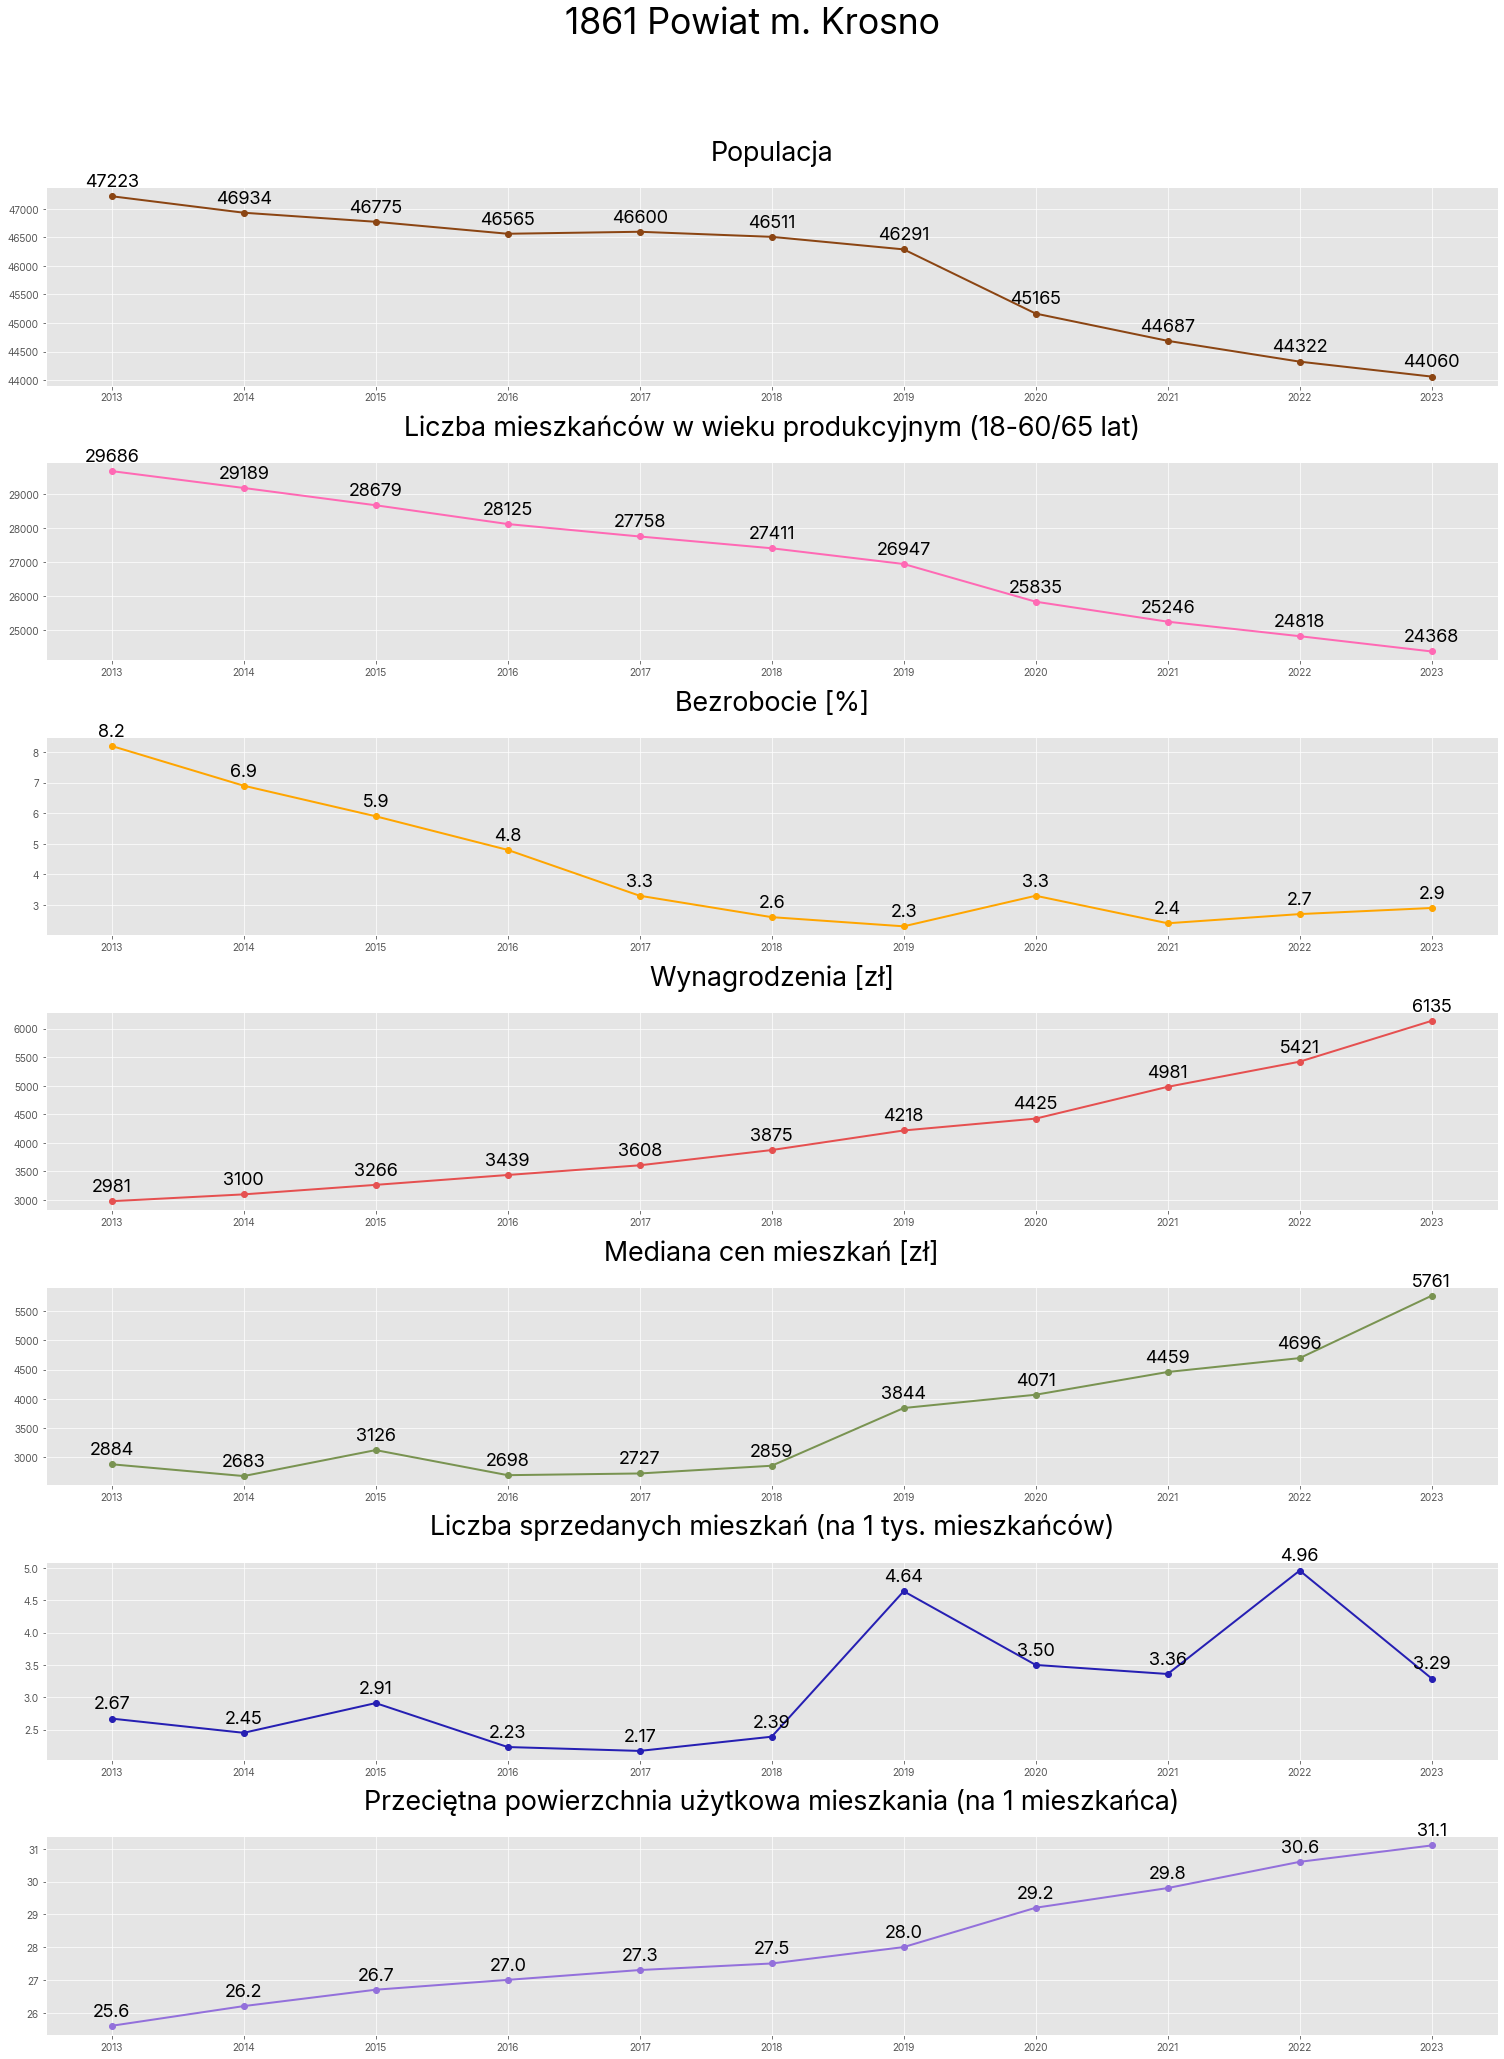 1861 Powiat m. Krosno
Populacja
47223 46934 46775 46565 46600 46511 46291 45165 44687 44322 44060
47000
46500
46000
45500
45000
44500
44000
2013 2014 2015 2016 2017 2018 2019 2020 2021 2022 2023
Liczba mieszkańców w wieku produkcyjnym (18-60/65 lat)
29686 29189 28679 28125 27758 27411 26947 25835 25246 24818 24368
29000
28000
27000
26000
25000
2013 2014 2015 2016 2017 2018 2019 2020 2021 2022 2023
Bezrobocie [%]
8.2 6.9 5.9 4.8 3.3 2.6 2.3 3.3 2.4 2.7 2.9
8
7
6
5
4
3
2013 2014 2015 2016 2017 2018 2019 2020 2021 2022 2023
Wynagrodzenia [zł]
2981 3100 3266 3439 3608 3875 4218 4425 4981 5421 6135
6000
5500
5000
4500
4000
3500
3000
2013 2014 2015 2016 2017 2018 2019 2020 2021 2022 2023
Mediana cen mieszkań [zł]
2884 2683 3126 2698 2727 2859 3844 4071 4459 4696 5761
5500
5000
4500
4000
3500
3000
2013 2014 2015 2016 2017 2018 2019 2020 2021 2022 2023
Liczba sprzedanych mieszkań (na 1 tys. mieszkańców)
2.67 2.45 2.91 2.23 2.17 2.39 4.64 3.50 3.36 4.96 3.29
5.0
4.5
4.0
3.5
3.0
2.5
2013 2014 2015 2016 2017 2018 2019 2020 2021 2022 2023
Przeciętna powierzchnia użytkowa mieszkania (na 1 mieszkańca)
25.6 26.2 26.7 27.0 27.3 27.5 28.0 29.2 29.8 30.6 31.1
31
30
29
28
27
26
2013 2014 2015 2016 2017 2018 2019 2020 2021 2022 2023